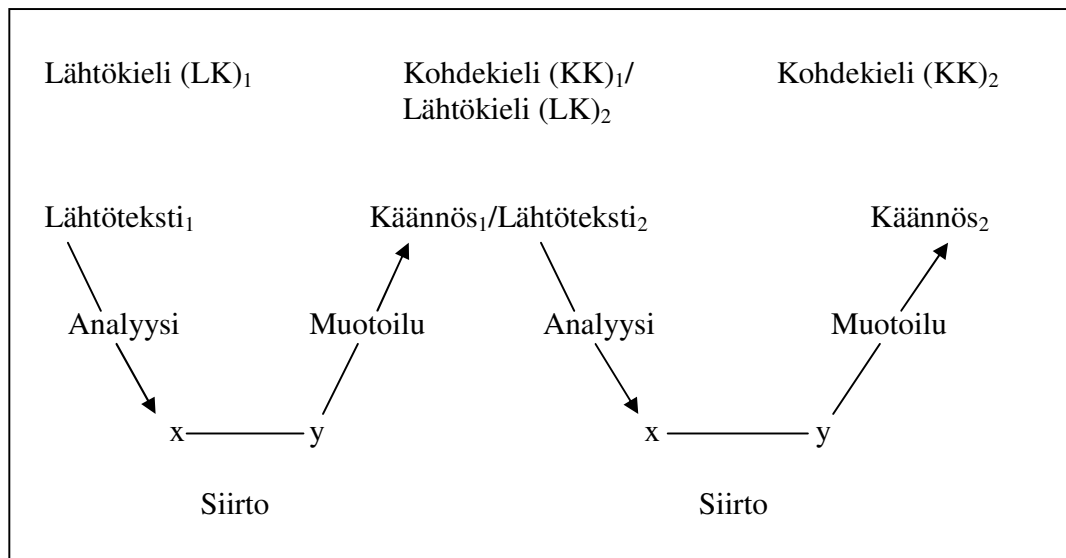 Lähtökieli (LK)₁ Kohdekieli (KK)₁/ Kohdekieli (KK)₂
Lähtökieli (LK)₂
Lähtöteksti₁ Käännös₁/Lähtöteksti₂ Käännös₂
Analyysi Muotoilu Analyysi Muotoilu
x y x y
Siirto Siirto